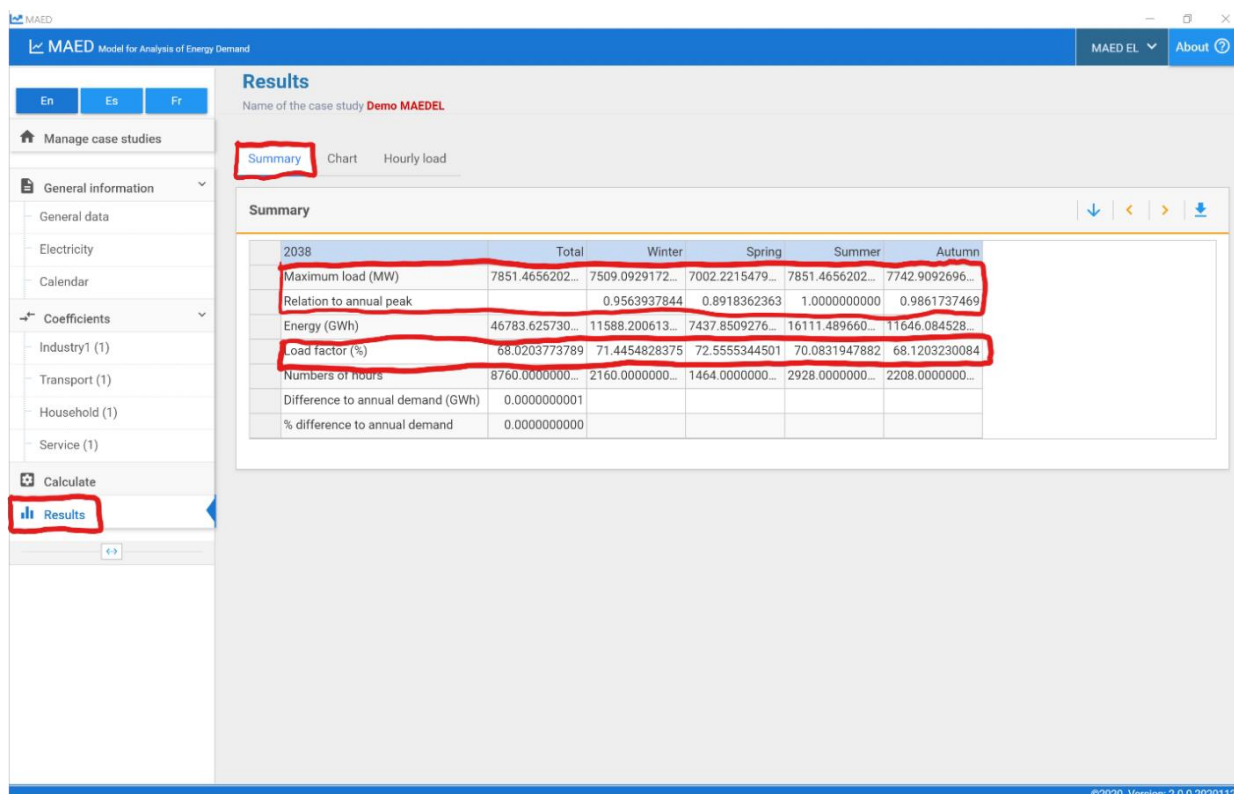 MAED
MAED Model for Analysis of Energy Demand MAED EL About
En Es Fr
Results
Name of the case study Demo MAEDEL
Manage case studies
Summary Chart Hourly load
General information
General data
Electricity
Calendar
Coefficients
Industry1 (1)
Transport (1)
Household (1)
Service (1)
Calculate
Results
Summary
2038 Total Winter Spring Summer Autumn
Maximum load (MW) 7851.4656202... 7509.0929172... 7002.2215479... 7851.4656202... 7742.9092696...
Relation to annual peak 0.9563937844 0.8918362363 1.0000000000 0.9861737469
Energy (GWh) 46783.625730... 11588.200613... 7437.8509276... 16111.489660... 11646.084528...
Load factor (%) 68.0203773789 71.4454828375 72.5555344501 70.0831947882 68.1203230084
Numbers of hours 8760.0000000... 2160.0000000... 1464.0000000... 2928.0000000... 2208.0000000...
Difference to annual demand (GWh) 0.0000000001
% difference to annual demand 0.0000000000
©2020. Version: 2.0.0.2020112